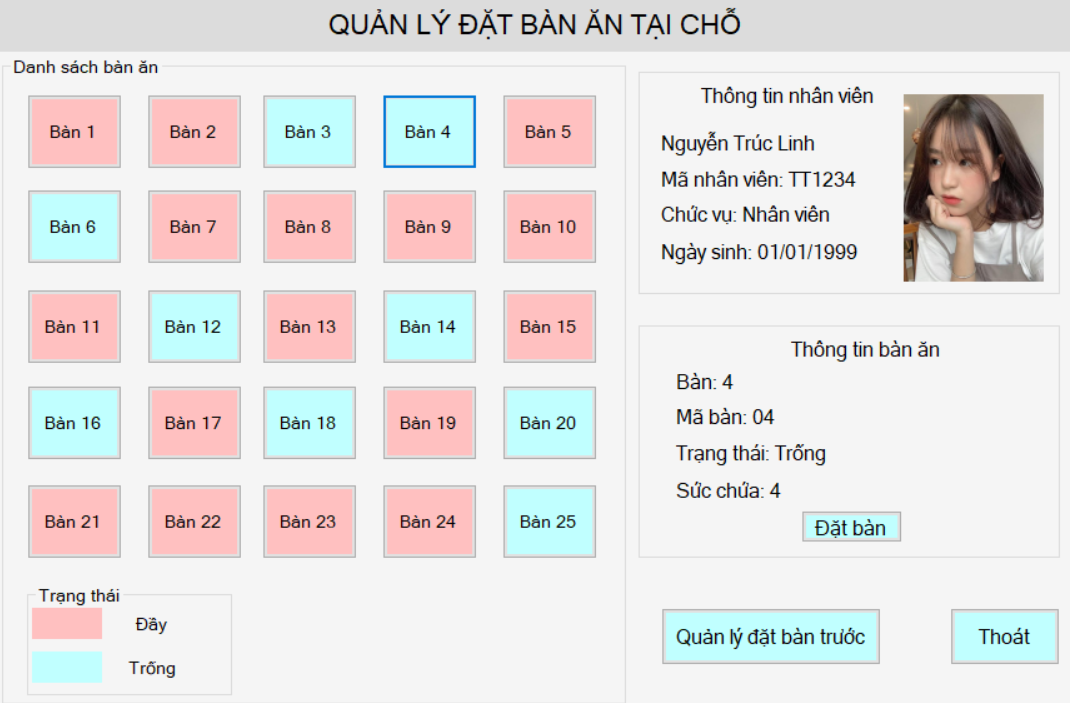 QUẢN LÝ ĐẶT BÀN ĂN TẠI CHỖ
Danh sách bàn ăn
Bàn 1 Bàn 2 Bàn 3 Bàn 4 Bàn 5
Bàn 6 Bàn 7 Bàn 8 Bàn 9 Bàn 10
Bàn 11 Bàn 12 Bàn 13 Bàn 14 Bàn 15
Bàn 16 Bàn 17 Bàn 18 Bàn 19 Bàn 20
Bàn 21 Bàn 22 Bàn 23 Bàn 24 Bàn 25
Trạng thái
Đầy
Trống
Thông tin nhân viên
Nguyễn Trúc Linh
Mã nhân viên: TT1234
Chức vụ: Nhân viên
Ngày sinh: 01/01/1999
Thông tin bàn ăn
Bàn: 4
Mã bàn: 04
Trạng thái: Trống
Sức chứa: 4
Đặt bàn
Quản lý đặt bàn trước
Thoát